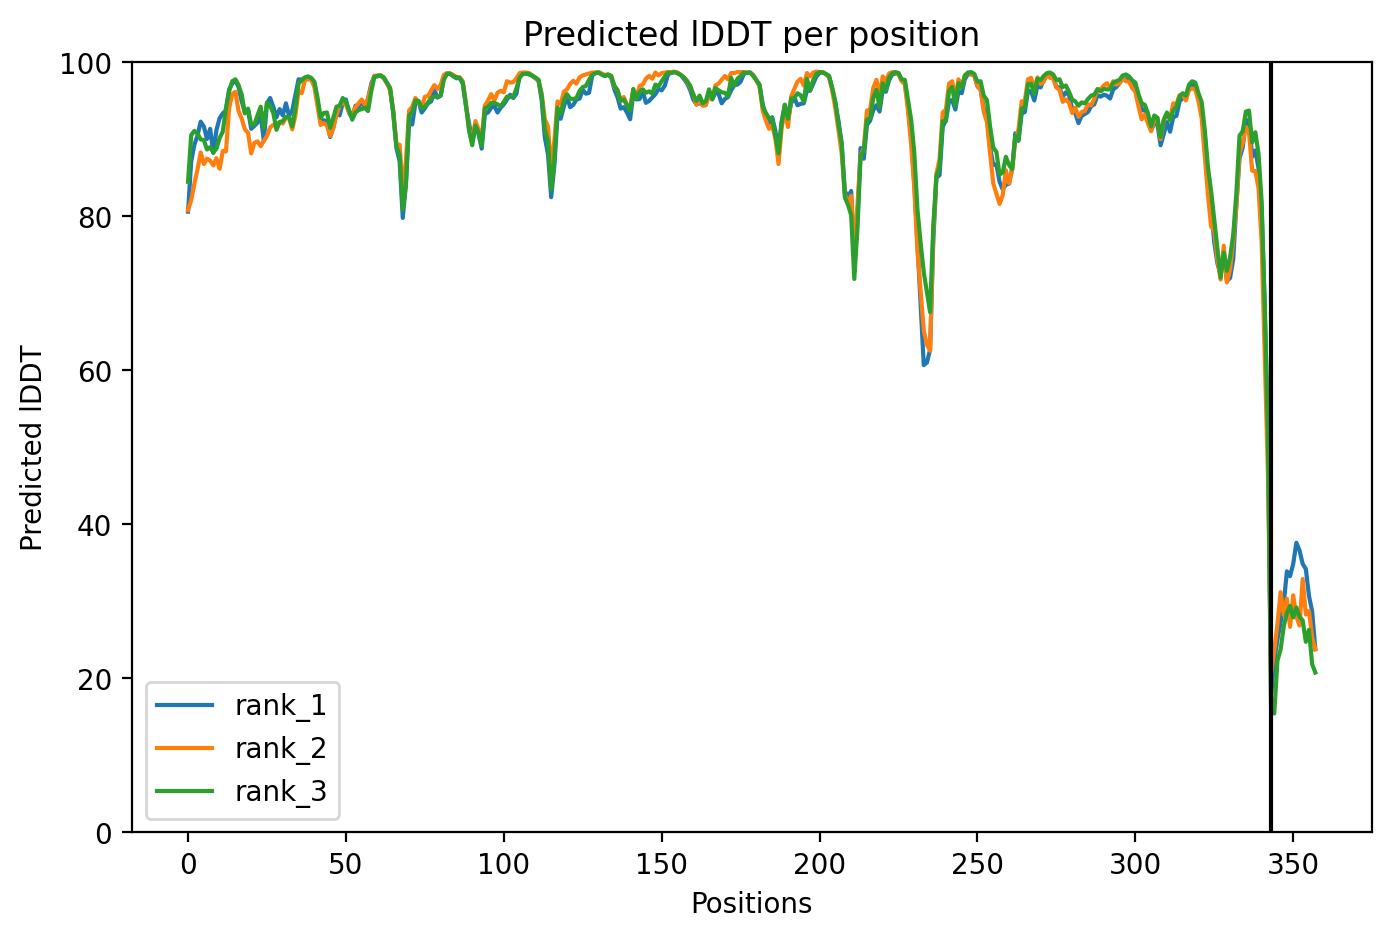 Predicted lDDT per position
100
80
60
40
20
0
Predicted lDDT
0 50 100 150 200 250 300 350
Positions
rank_1
rank_2
rank_3